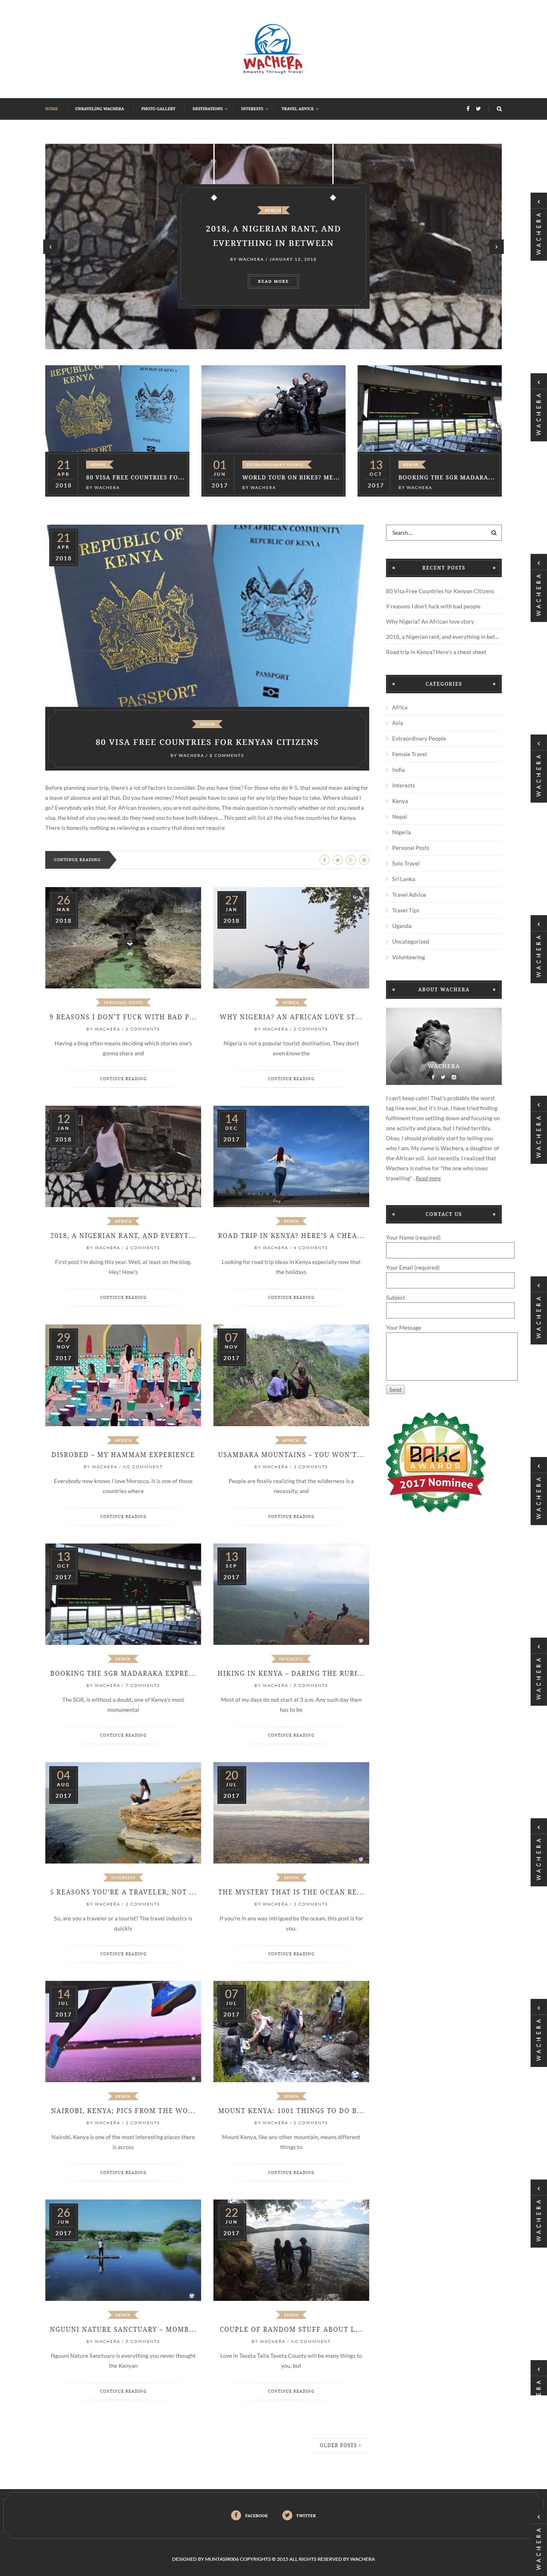 WACHERA
Empathy Through Travel
HOME UNRAVELING WACHERA PHOTO GALLERY DESTINATIONS INTERESTS TRAVEL ADVICE
AFRICA
2018, A NIGERIAN RANT, AND
EVERYTHING IN BETWEEN
BY WACHERA / JANUARY 12, 2018
READ MORE
REPUBLIC OF
KENYA
PASSPORT
21
APR
2018
KENYA
80 VISA FREE COUNTRIES FO...
BY WACHERA
01
JUN
2017
EXTRAORDINARY PEOPLE
WORLD TOUR ON BIKES? ME...
BY WACHERA
13
OCT
2017
KENYA
BOOKING THE SGR MADARA...
BY WACHERA
21
APR
2018
REPUBLIC OF
KENYA
PASSPORT
EAST AFRICAN COMMUNITY
REPUBLIC OF KENYA
PASSPORT
KENYA
80 VISA FREE COUNTRIES FOR KENYAN CITIZENS
BY WACHERA / 8 COMMENTS
Before planning your trip, there's a lot of factors to consider. Do you have time? For those who do 9-5, that would mean asking for
a leave of absence and all that. Do you have money? Most people have to save up for any trip they hope to take. Where should I
go? Everybody asks that. For African travelers, you are not quite done. The main question is normally whether or not you need a
visa, the kind of visa you need, do they need you to have both kidneys... This post will list all the visa free countries for Kenya.
There is honestly nothing as relieving as a country that does not require
CONTINUE READING
26
MAR
2018
PERSONAL POSTS
9 REASONS I DON'T FUCK WITH BAD P...
BY WACHERA / 6 COMMENTS
Having a blog often means deciding which stories one's
gonna share and
CONTINUE READING
27
JAN
2018
AFRICA
WHY NIGERIA? AN AFRICAN LOVE ST...
BY WACHERA / 2 COMMENTS
Nigeria is not a popular tourist destination. They don't
even know the
CONTINUE READING
12
JAN
2018
AFRICA
2018, A NIGERIAN RANT, AND EVERYT...
BY WACHERA / 2 COMMENTS
First post I'm doing this year. Well, at least on the blog.
Hey! How's
CONTINUE READING
14
DEC
2017
KENYA
ROAD TRIP IN KENYA? HERE'S A CHEA...
BY WACHERA / 6 COMMENTS
Looking for road trip ideas in Kenya especially now that
the holidays
CONTINUE READING
29
NOV
2017
AFRICA
DISROBED – MY HAMMAM EXPERIENCE
BY WACHERA / NO COMMNENT
Everybody now knows I love Morocco. It is one of those
countries where
CONTINUE READING
07
NOV
2017
AFRICA
USAMBARA MOUNTAINS – YOU WON'T...
BY WACHERA / 2 COMMENTS
People are finally realizing that the wilderness is a
necessity, and
CONTINUE READING
13
OCT
2017
KENYA
BOOKING THE SGR MADARAKA EXPRE...
BY WACHERA / 7 COMMENTS
The SGR, is without a doubt, one of Kenya's most
monumental
CONTINUE READING
13
SEP
2017
INTERESTS
HIKING IN KENYA – DARING THE RURI...
BY WACHERA / 5 COMMENTS
Most of my days do not start at 3 a.m. Any such day then
has to be
CONTINUE READING
04
AUG
2017
INTERESTS
5 REASONS YOU'RE A TRAVELER, NOT ...
BY WACHERA / 2 COMMENTS
So, are you a traveler or a tourist? The travel industry is
quickly
CONTINUE READING
20
JUL
2017
KENYA
THE MYSTERY THAT IS THE OCEAN RE...
BY WACHERA / 3 COMMENTS
If you're in any way intrigued by the ocean, this post is for
you.
CONTINUE READING
14
JUL
2017
KENYA
NAIROBI, KENYA; PICS FROM THE WO...
BY WACHERA / 2 COMMENTS
Nairobi, Kenya is one of the most interesting places there
is across
CONTINUE READING
07
JUL
2017
KENYA
MOUNT KENYA: 1001 THINGS TO DO B...
BY WACHERA / 2 COMMENTS
Mount Kenya, like any other mountain, means different
things to
CONTINUE READING
26
JUN
2017
KENYA
NGUUNI NATURE SANCTUARY – MOMB...
BY WACHERA / 5 COMMENTS
Nguuni Nature Sanctuary is everything you never thought
the Kenyan
CONTINUE READING
22
JUN
2017
KENYA
COUPLE OF RANDOM STUFF ABOUT L...
BY WACHERA / NO COMMNENT
Love in Taveta Taita Taveta County will be many things to
you, but
CONTINUE READING
OLDER POSTS
Search ...
RECENT POSTS
80 Visa Free Countries for Kenyan Citizens
9 reasons I don't fuck with bad people
Why Nigeria? An African love story
2018, a Nigerian rant, and everything in bet...
Road trip in Kenya? Here's a cheat sheet
CATEGORIES
Africa
Asia
Extraordinary People
Female Travel
India
Interests
Kenya
Nepal
Nigeria
Personal Posts
Solo Travel
Sri Lanka
Travel Advice
Travel Tips
Uganda
Uncategorized
Volunteering
ABOUT WACHERA
WACHERA
I can't keep calm! That's probably the worst
tag line ever, but it's true. I have tried finding
fulfilment from settling down and focusing on
one activity and place, but I failed terribly.
Okay, I should probably start by telling you
who I am. My name is Wachera, a daughter of
the African soil. Just recently, I realized that
Wachera is native for "the one who loves
travelling" . Read more
CONTACT US
Your Name (required)
Your Email (required)
Subject
Your Message
Send
BAKE
AWARDS
2017 Nominee
WACHERA
WACHERA
WACHERA
WACHERA
WACHERA
WACHERA
WACHERA
WACHERA
WACHERA
WACHERA
WACHERA
WACHERA
WACHERA
FACEBOOK TWITTER
DESIGNED BY MUNTASIR006 COPYRIGHTS © 2015 ALL RIGHTS RESERVED BY WACHERA